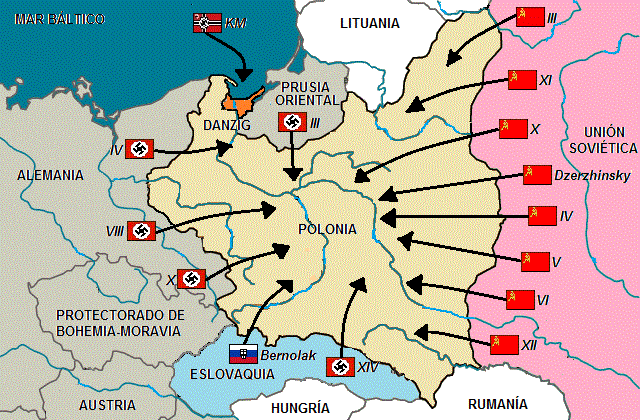 MAR BÁLTICO
KM
LITUANIA
III
PRUSIA
ORIENTAL
XI
DANZIG
III
X
UNIÓN
SOVIÉTICA
IV
ALEMANIA
Dzerzhinsky
VIII
POLONIA
IV
V
X
VI
PROTECTORADO DE
BOHEMIA-MORAVIA
XII
Bernolak
ESLOVAQUIA
XIV
AUSTRIA
HUNGRÍA
RUMANÍA